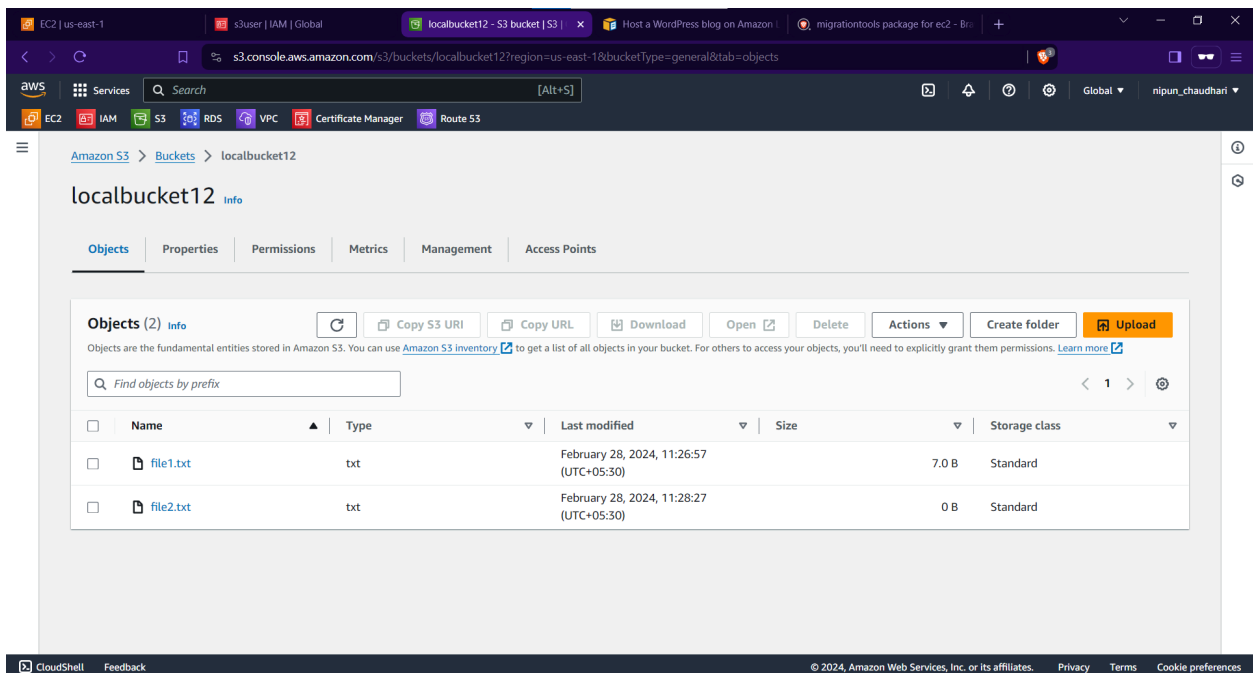 EC2 | us-east-1
s3user | IAM | Global
localbucket12 - S3 bucket | S3 |
Host a WordPress blog on Amazon
migrationtools package for ec2 - Bra
s3.console.aws.amazon.com/s3/buckets/localbucket12?region=us-east-1&bucketType=general&tab=objects
aws Services Search [Alt+S] Global nipun_chaudhari
EC2 IAM S3 RDS VPC Certificate Manager Route 53
Amazon S3 > Buckets > localbucket12
localbucket12 Info
Objects Properties Permissions Metrics Management Access Points
Objects (2) Info Copy S3 URI Copy URL Download Open Delete Actions Create folder Upload
Objects are the fundamental entities stored in Amazon S3. You can use Amazon S3 inventory to get a list of all objects in your bucket. For others to access your objects, you'll need to explicitly grant them permissions. Learn more
Find objects by prefix 1
Name Type Last modified Size Storage class
file1.txt txt February 28, 2024, 11:26:57 (UTC+05:30) 7.0 B Standard
file2.txt txt February 28, 2024, 11:28:27 (UTC+05:30) 0 B Standard
CloudShell Feedback © 2024, Amazon Web Services, Inc. or its affiliates. Privacy Terms Cookie preferences